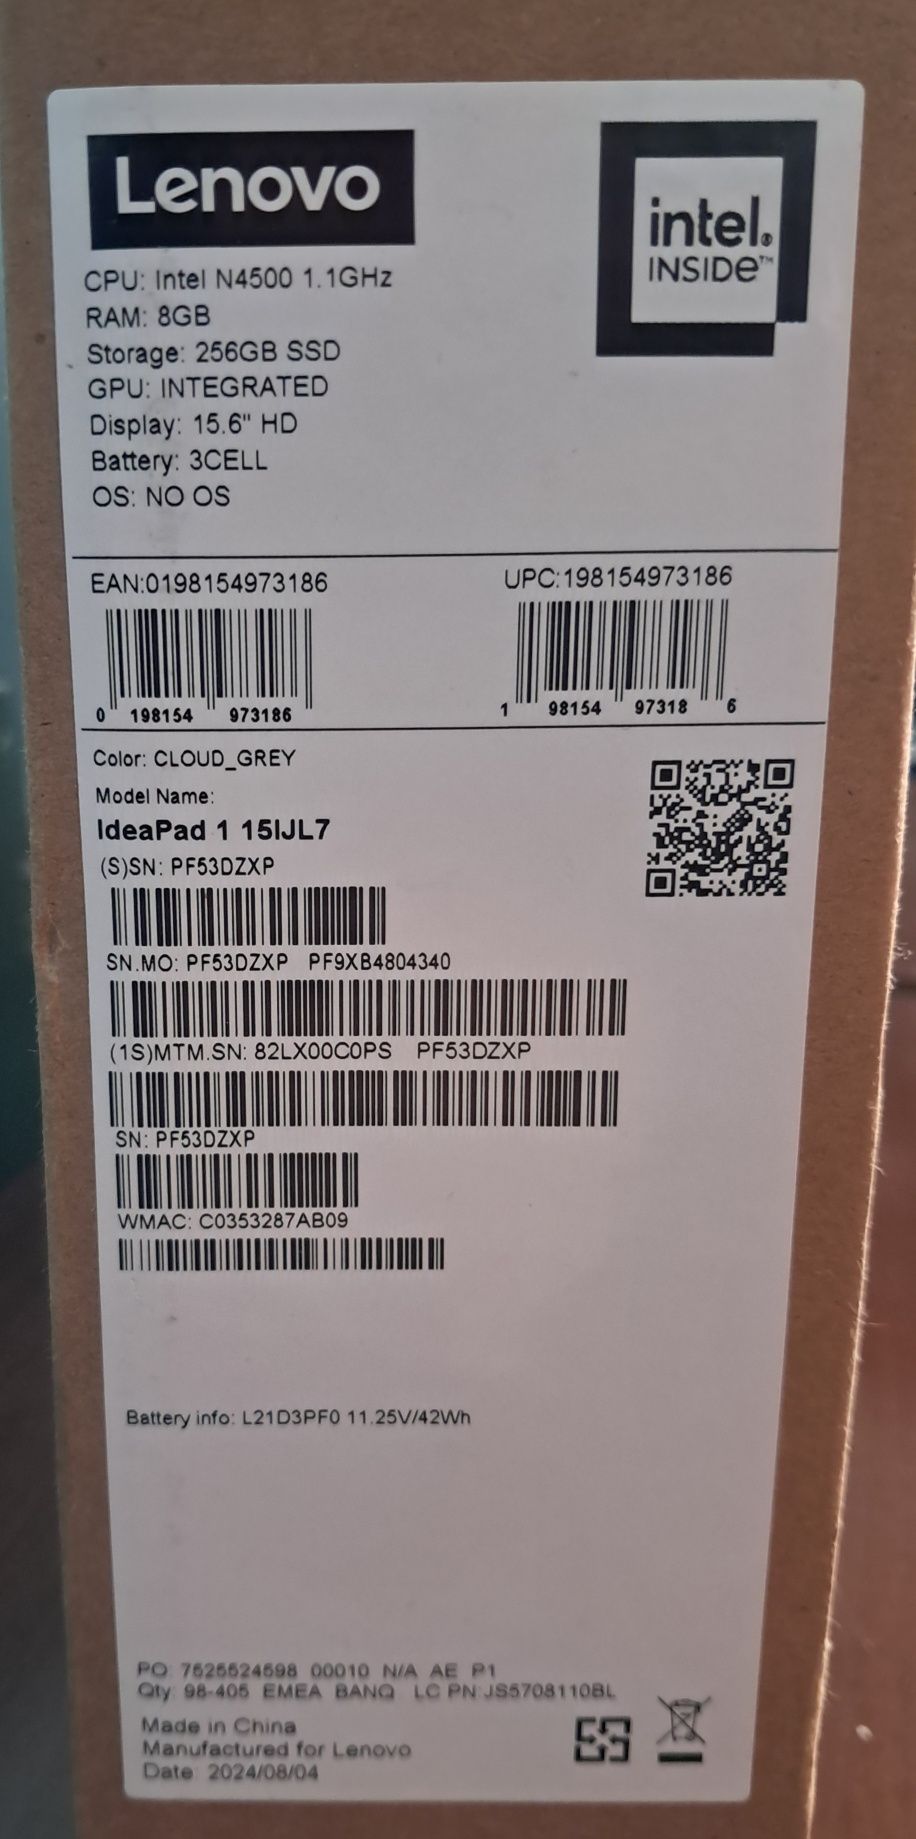 Lenovo
intel®
INSIDE™
CPU: Intel N4500 1.1GHz
RAM: 8GB
Storage: 256GB SSD
GPU: INTEGRATED
Display: 15.6" HD
Battery: 3CELL
OS: NO OS
EAN:0198154973186
UPC:198154973186
0 198154 973186
1 98154 97318 6
Color: CLOUD_GREY
Model Name:
IdeaPad 1 15IJL7
(S)SN: PF53DZXP
SN.MO: PF53DZXP PF9XB4804340
(1S)MTM.SN: 82LX00C0PS PF53DZXP
SN: PF53DZXP
WMAC: C0353287AB09
Battery info: L21D3PF0 11.25V/42Wh
PO: 7525524598 00010 N/A AE P1
Qty: 98-405 EMEA BANQ LC PN:JS5708110BL
Made in China
Manufactured for Lenovo
Date: 2024/08/04